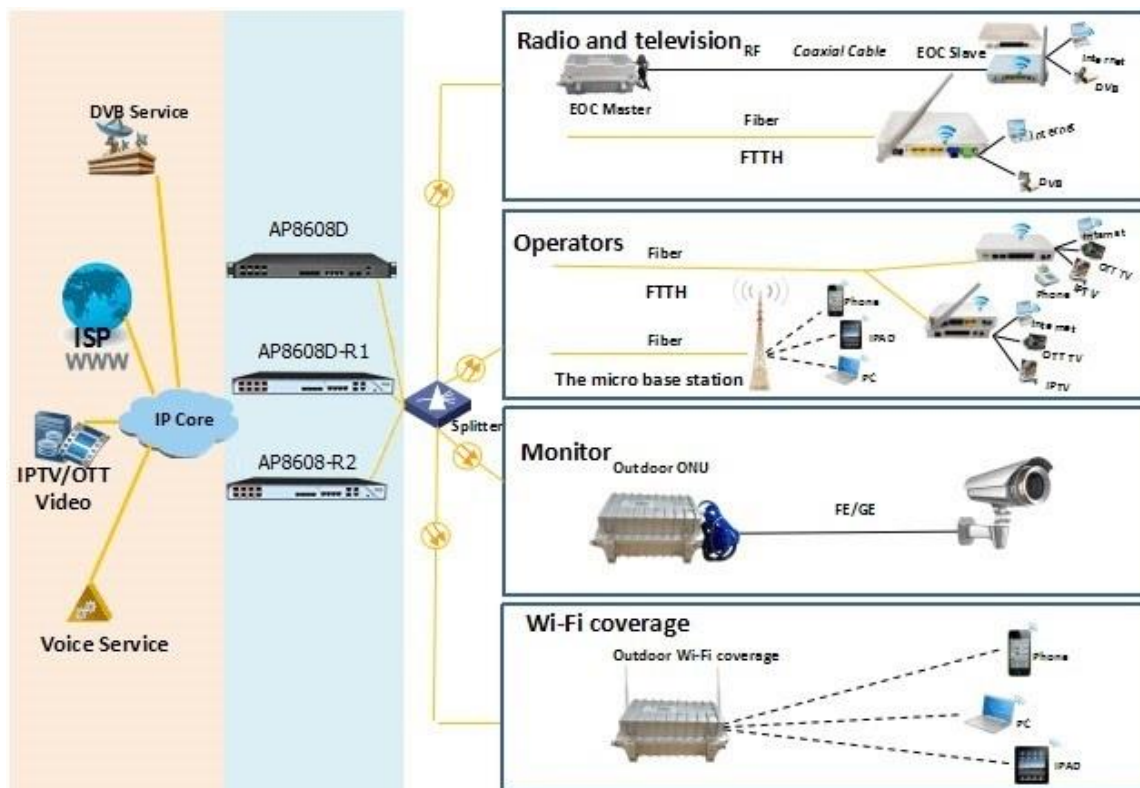 DVB Service
ISP
WWW
IP Core
IPTV/OTT
Video
Voice Service
AP8608D
AP8608D-R1
AP8608-R2
Splitter
Radio and television
RF
Coaxial Cable
EOC Slave
EOC Master
Internet
DVB
Fiber
FTTH
Internet
DVB
Operators
Fiber
FTTH
Internet
OTT TV
IPTV
Phone
Internet
OTT TV
IPTV
Fiber
The micro base station
Phone
IPAD
PC
Monitor
Outdoor ONU
FE/GE
Wi-Fi coverage
Outdoor Wi-Fi coverage
Phone
PC
IPAD